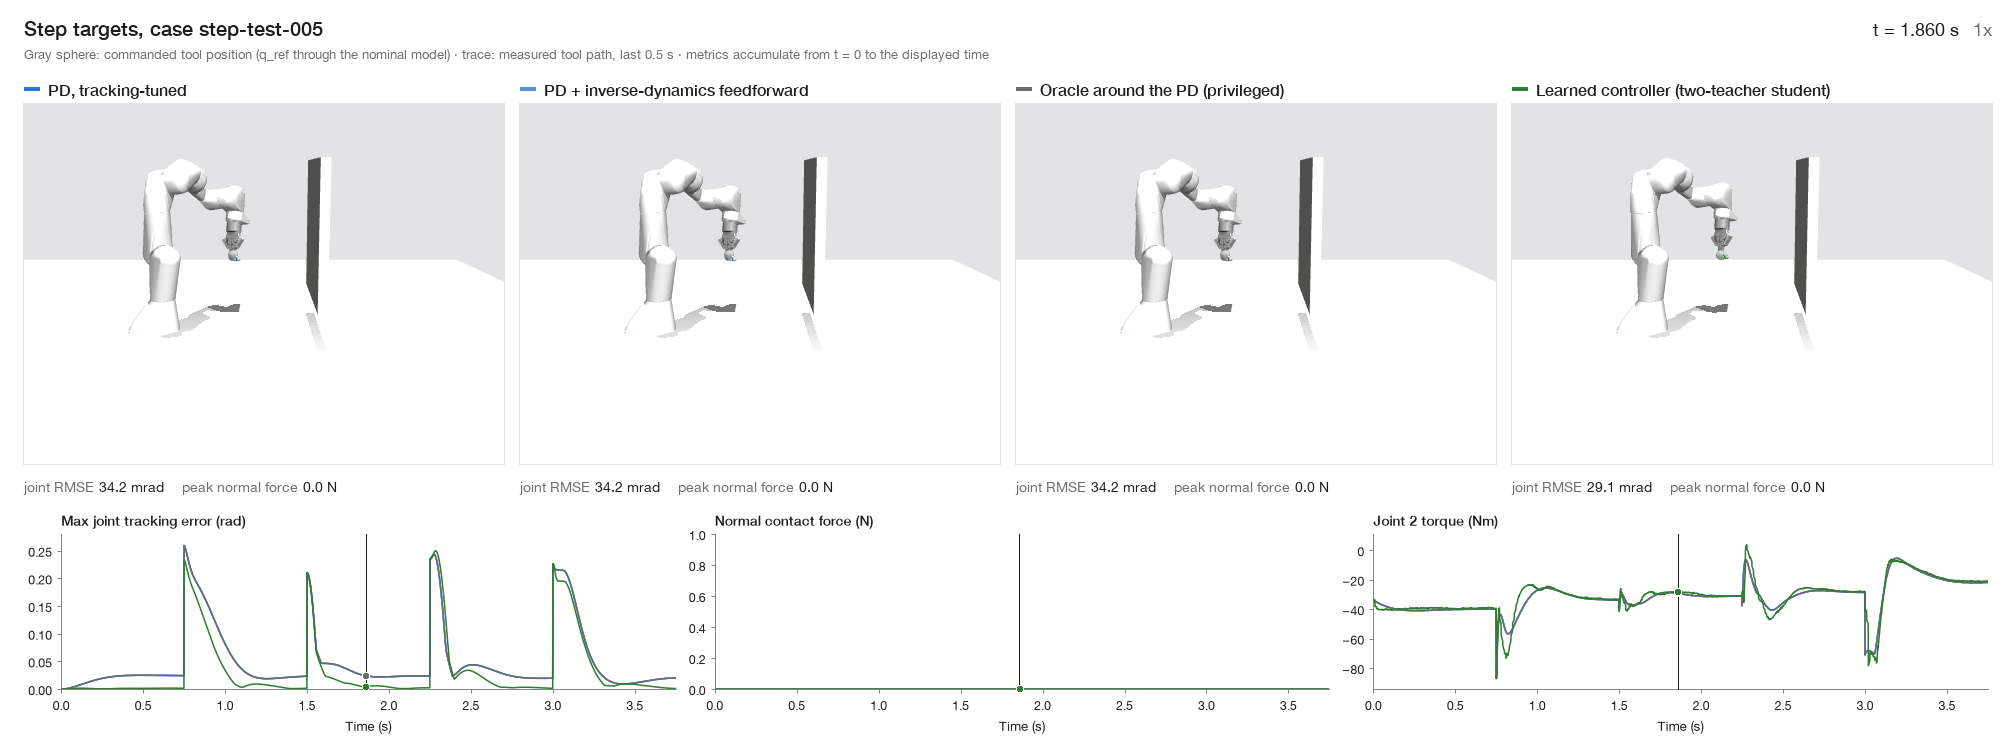 Step targets, case step-test-005
t = 1.860 s 1x
Gray sphere: commanded tool position (q_ref through the nominal model) · trace: measured tool path, last 0.5 s · metrics accumulate from t = 0 to the displayed time
PD, tracking-tuned
PD + inverse-dynamics feedforward
Oracle around the PD (privileged)
Learned controller (two-teacher student)
joint RMSE 34.2 mrad peak normal force 0.0 N
joint RMSE 34.2 mrad peak normal force 0.0 N
joint RMSE 34.2 mrad peak normal force 0.0 N
joint RMSE 29.1 mrad peak normal force 0.0 N
Max joint tracking error (rad)
0.25
0.20
0.15
0.10
0.05
0.00
0.0 0.5 1.0 1.5 2.0 2.5 3.0 3.5
Time (s)
Normal contact force (N)
1.0
0.8
0.6
0.4
0.2
0.0
0.0 0.5 1.0 1.5 2.0 2.5 3.0 3.5
Time (s)
Joint 2 torque (Nm)
0
−20
−40
−60
−80
0.0 0.5 1.0 1.5 2.0 2.5 3.0 3.5
Time (s)